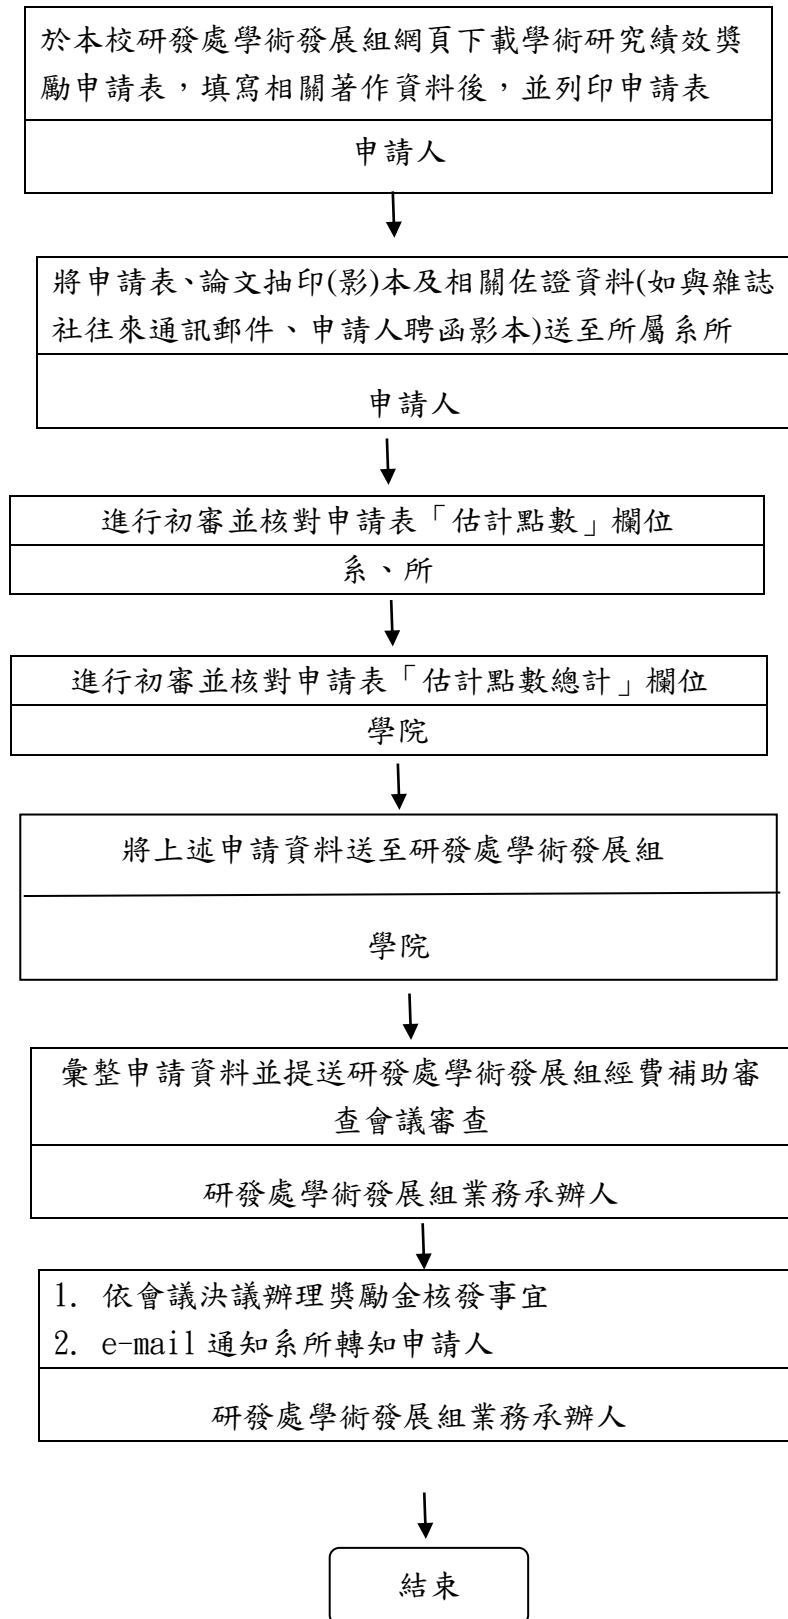 於本校研發處學術發展組網頁下載學術研究績效獎
勵申請表，填寫相關著作資料後，並列印申請表
申請人
將申請表、論文抽印(影)本及相關佐證資料(如與雜誌
社往來通訊郵件、申請人聘函影本)送至所屬系所
申請人
進行初審並核對申請表「估計點數」欄位
系、所
進行初審並核對申請表「估計點數總計」欄位
學院
將上述申請資料送至研發處學術發展組
學院
彙整申請資料並提送研發處學術發展組經費補助審
查會議審查
研發處學術發展組業務承辦人
1. 依會議決議辦理獎勵金核發事宜
2. e-mail 通知系所轉知申請人
研發處學術發展組業務承辦人
結束